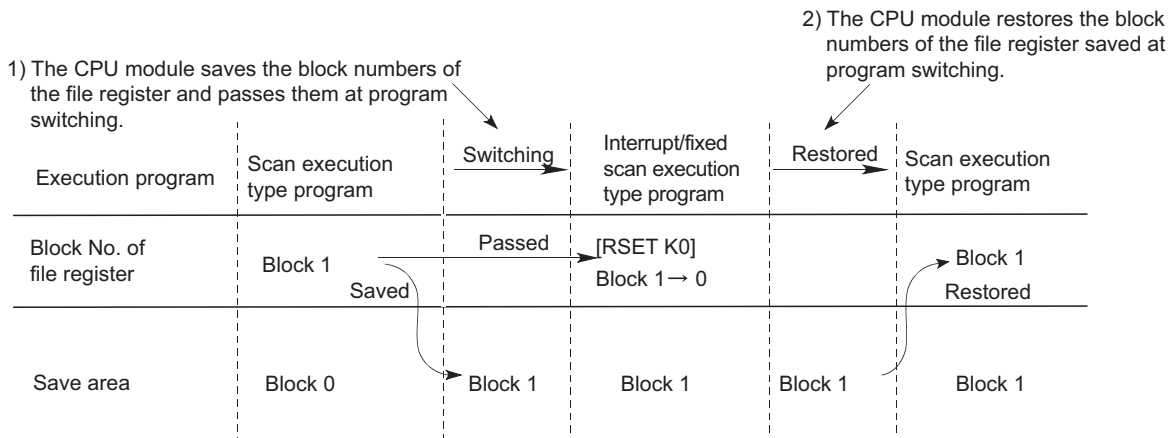 2) The CPU module restores the block
numbers of the file register saved at
program switching.
1) The CPU module saves the block numbers of
the file register and passes them at program
switching.
Execution program
Scan execution
type program
Switching
Interrupt/fixed
scan execution
type program
Restored
Scan execution
type program
Block No. of
file register
Block 1
Passed
Saved
[RSET K0]
Block 1→ 0
Block 1
Restored
Save area
Block 0
Block 1
Block 1
Block 1
Block 1